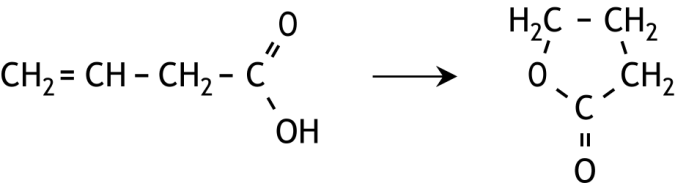 CH₂ = CH – CH₂ – C
O
OH
H₂C – CH₂
O
CH₂
C
O